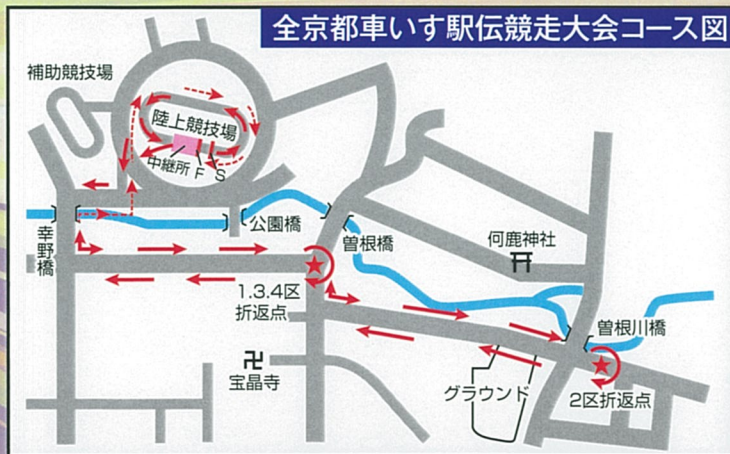 全京都車いす駅伝競走大会コース図
補助競技場
陸上競技場
中継所 F S
幸野橋
公園橋
曽根橋
何鹿神社
1.3.4区
折返点
曽根川橋
宝晶寺
グラウンド
2区折返点